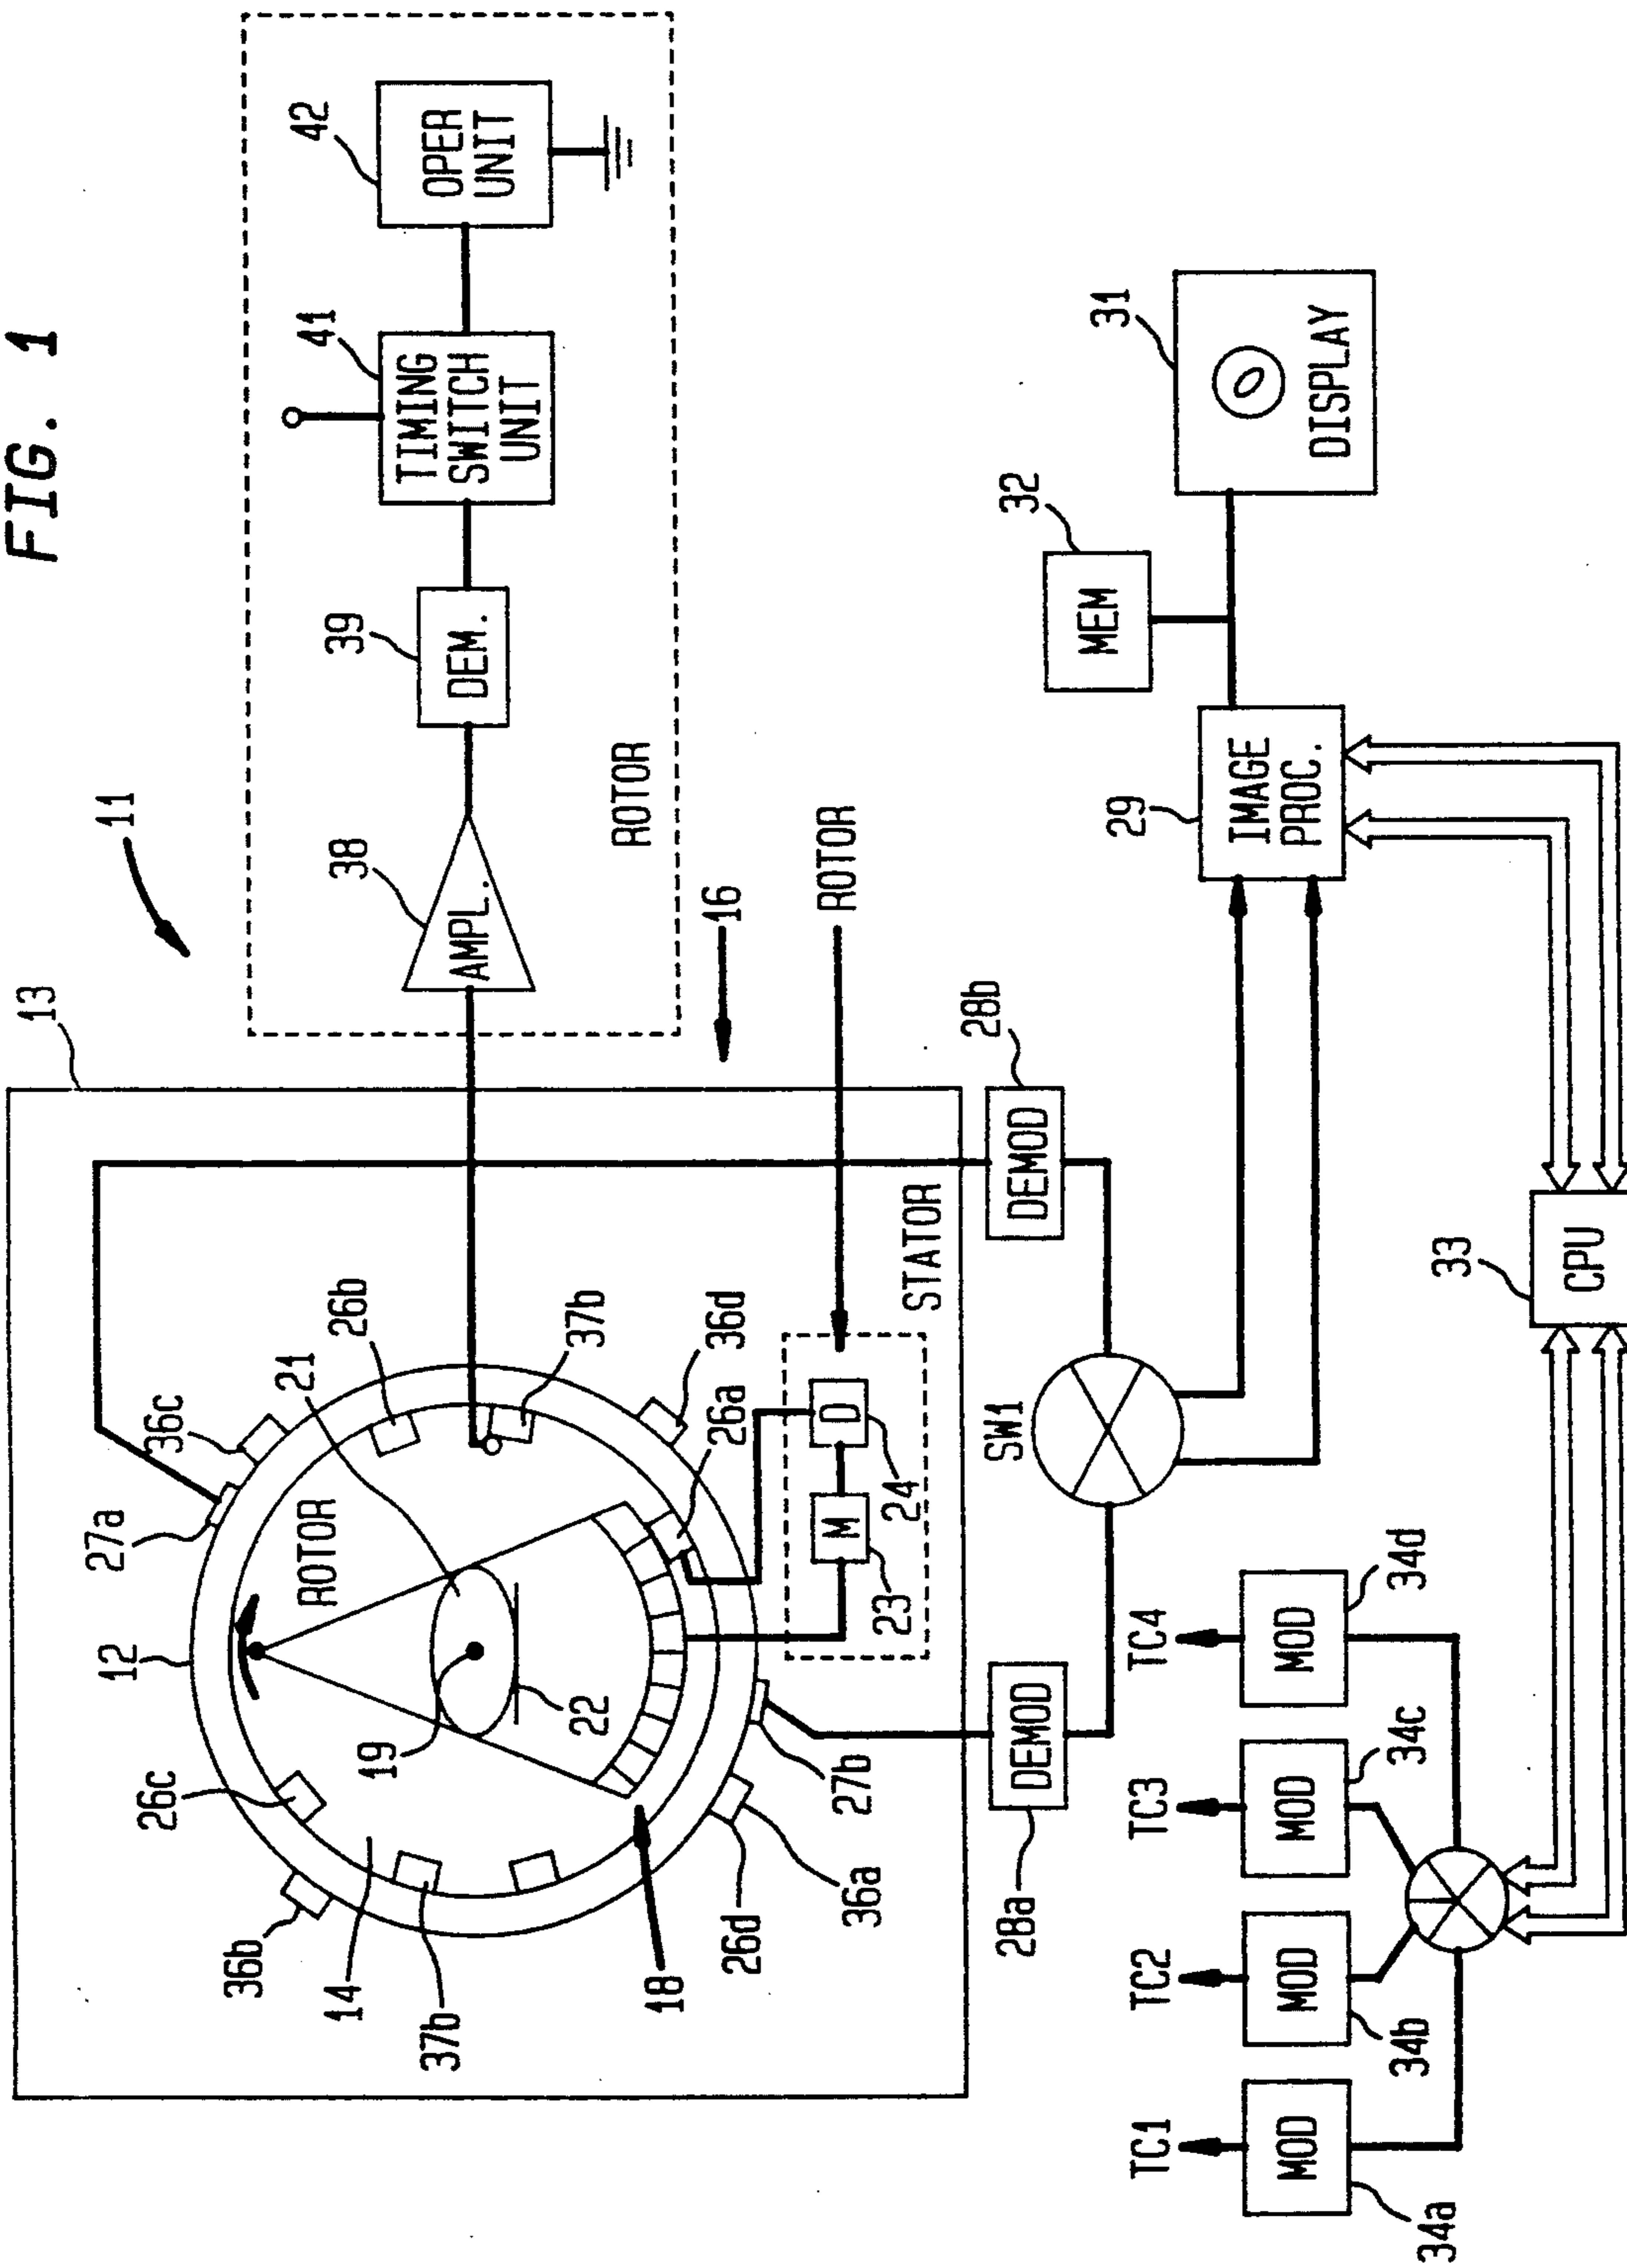 FIG. 1
11
13
12
27a
36c
21
26b
37b
36d
26a
ROTOR
19
22
26c
36b
14
37b
18
26d
36a
27b
M
23
D
24
STATOR
16
ROTOR
38
AMPL.
39
DEM.
41
TIMING
SWITCH
UNIT
42
OPER
UNIT
ROTOR
28a
DEMOD
28b
DEMOD
SW1
29
IMAGE
PROC.
32
MEM
31
DISPLAY
33
CPU
TC1
MOD
34a
TC2
MOD
34b
TC3
MOD
34c
TC4
MOD
34d